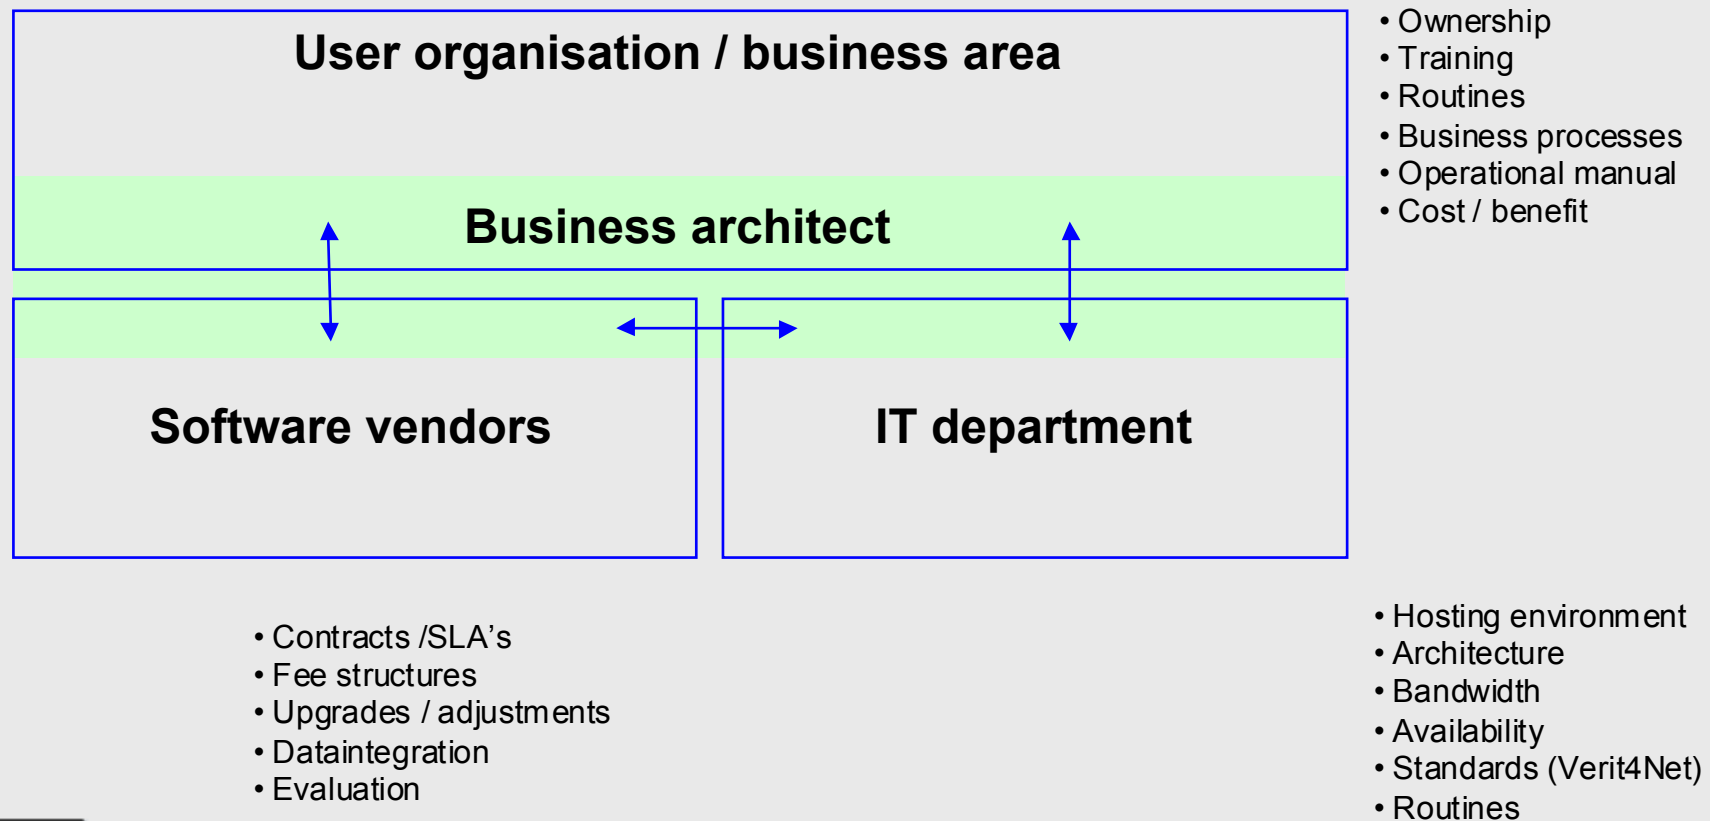 User organisation / business area
• Ownership
• Training
• Routines
• Business processes
• Operational manual
• Cost / benefit
Business architect
Software vendors
IT department
• Contracts /SLA's
• Fee structures
• Upgrades / adjustments
• Dataintegration
• Evaluation
• Hosting environment
• Architecture
• Bandwidth
• Availability
• Standards (Verit4Net)
• Routines